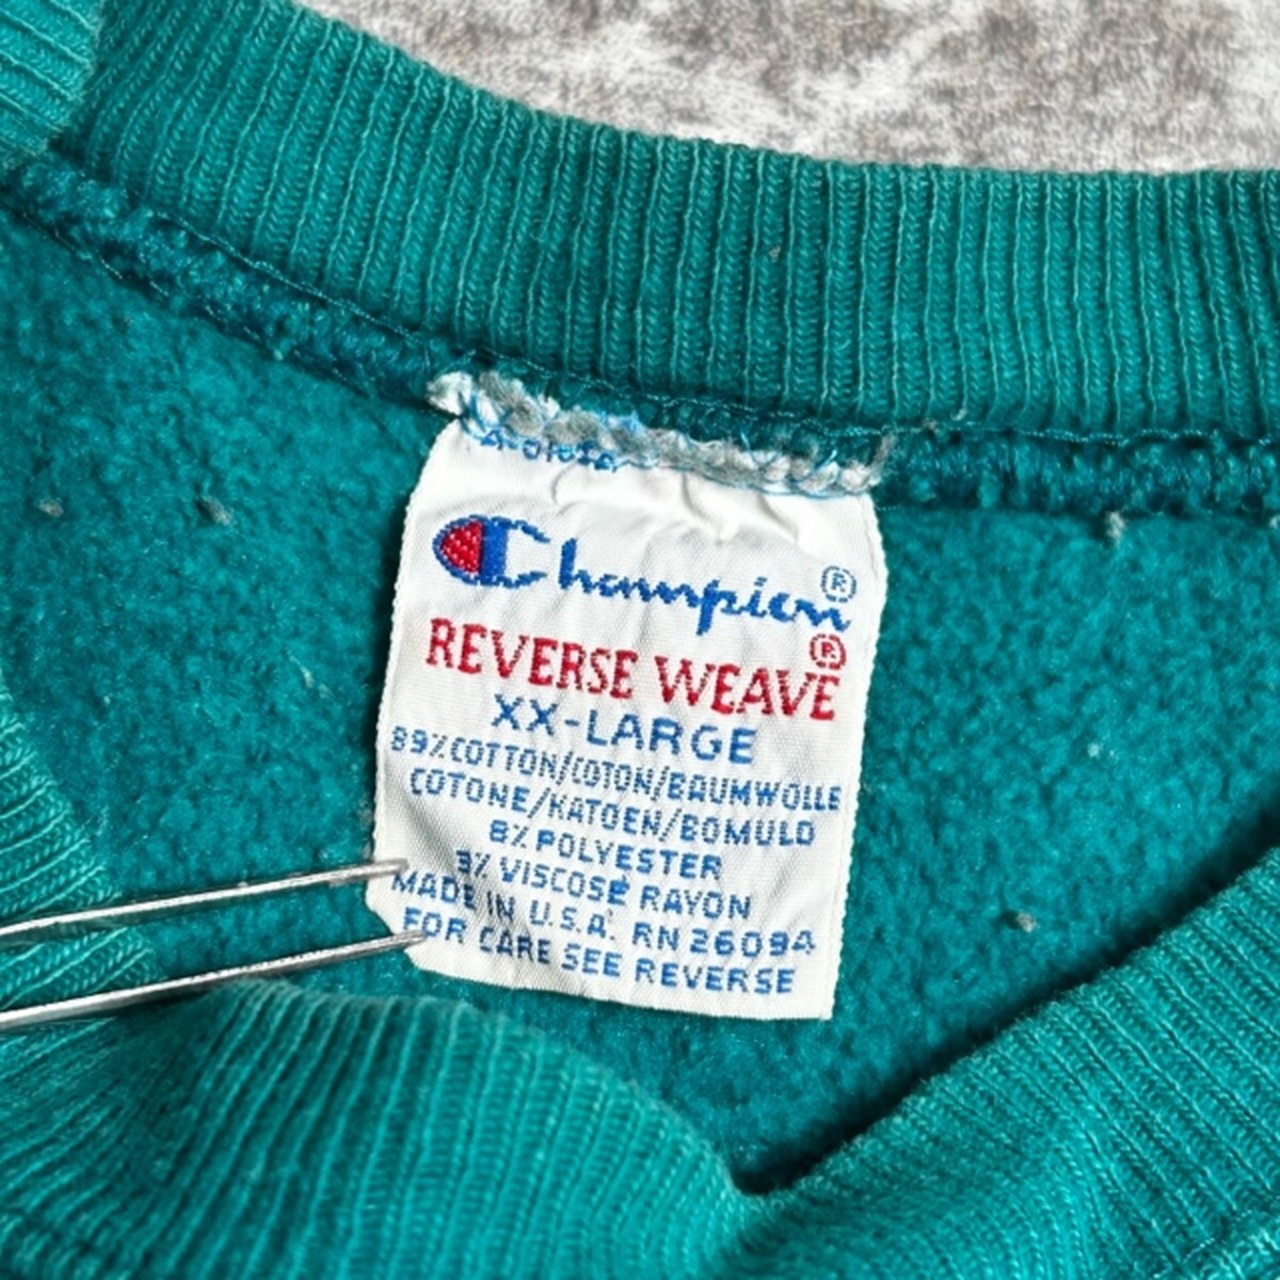 Champion®
REVERSE WEAVE®
XX-LARGE
89% COTTON/COTON/BAUMWOLLE
COTONE/KATOEN/BOMULD
8% POLYESTER
3% VISCOSE RAYON
MADE IN U.S.A. RN 26094
FOR CARE SEE REVERSE